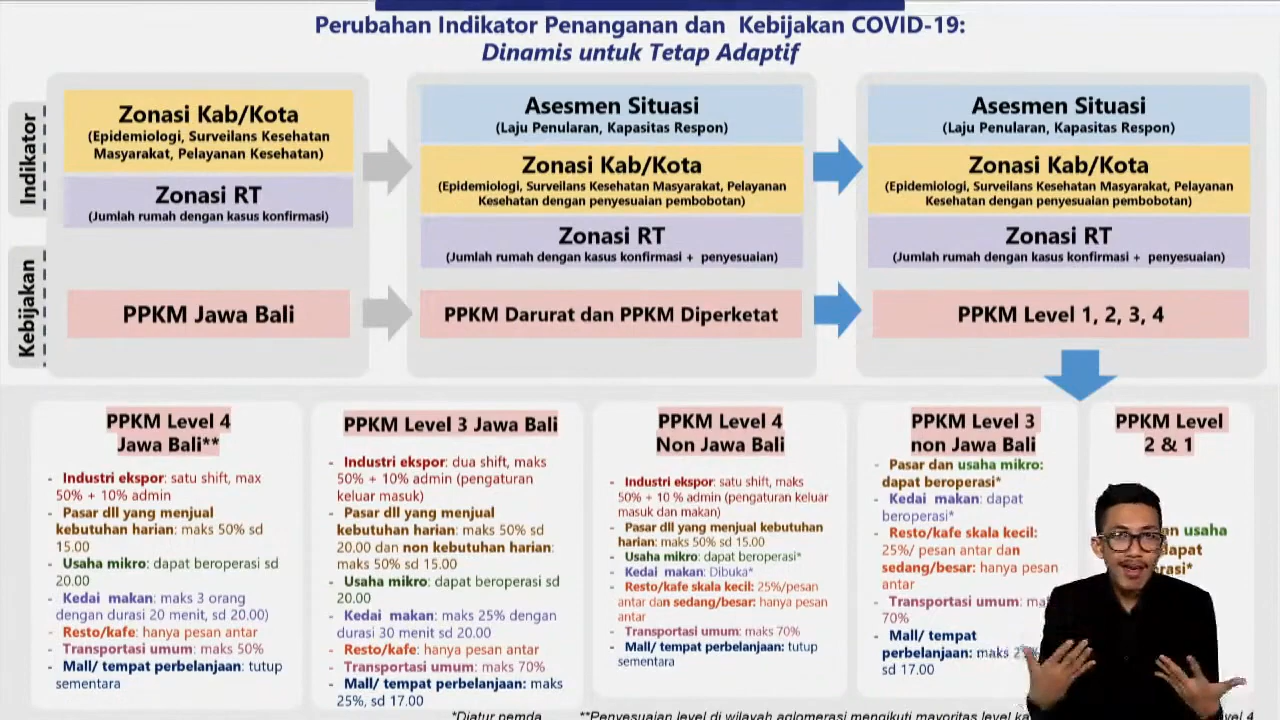 Perubahan Indikator Penanganan dan Kebijakan COVID-19:
Dinamis untuk Tetap Adaptif
Indikator
Zonasi Kab/Kota
(Epidemiologi, Surveilans Kesehatan
Masyarakat, Pelayanan Kesehatan)
Zonasi RT
(Jumlah rumah dengan kasus konfirmasi)
Asesmen Situasi
(Laju Penularan, Kapasitas Respon)
Zonasi Kab/Kota
(Epidemiologi, Surveilans Kesehatan Masyarakat, Pelayanan
Kesehatan dengan penyesuaian pembobotan)
Zonasi RT
(Jumlah rumah dengan kasus konfirmasi + penyesuaian)
Asesmen Situasi
(Laju Penularan, Kapasitas Respon)
Zonasi Kab/Kota
(Epidemiologi, Surveilans Kesehatan Masyarakat, Pelayanan
Kesehatan dengan penyesuaian pembobotan)
Zonasi RT
(Jumlah rumah dengan kasus konfirmasi + penyesuaian)
Kebijakan
PPKM Jawa Bali
PPKM Darurat dan PPKM Diperketat
PPKM Level 1, 2, 3, 4
PPKM Level 4
Jawa Bali**
- Industri ekspor: satu shift, max
50% + 10% admin
- Pasar dll yang menjual
kebutuhan harian: maks 50% sd
15.00
- Usaha mikro: dapat beroperasi sd
20.00
- Kedai makan: maks 3 orang
dengan durasi 20 menit, sd 20.00)
- Resto/kafe: hanya pesan antar
- Transportasi umum: maks 50%
- Mall/ tempat perbelanjaan: tutup
sementara
PPKM Level 3 Jawa Bali
- Industri ekspor: dua shift, maks
50% + 10% admin (pengaturan
keluar masuk)
- Pasar dll yang menjual
kebutuhan harian: maks 50% sd
20.00 dan non kebutuhan harian:
maks 50% sd 15.00
- Usaha mikro: dapat beroperasi sd
20.00
- Kedai makan: maks 25% dengan
durasi 30 menit sd 20.00
- Resto/kafe: hanya pesan antar
- Transportasi umum: maks 70%
- Mall/ tempat perbelanjaan: maks
25%, sd 17.00
PPKM Level 4
Non Jawa Bali
- Industri ekspor: satu shift, maks
50% + 10 % admin (pengaturan keluar
masuk dan makan)
- Pasar dll yang menjual kebutuhan
harian: maks 50% sd 15.00
- Usaha mikro: dapat beroperasi*
- Kedai makan: Dibuka*
- Resto/kafe skala kecil: 25%/pesan
antar dan sedang/besar: hanya pesan
antar
- Transportasi umum: maks 70%
- Mall/ tempat perbelanjaan: tutup
sementara
PPKM Level 3
non Jawa Bali
- Pasar dan usaha mikro:
dapat beroperasi*
- Kedai makan: dapat
beroperasi*
- Resto/kafe skala kecil:
25%/ pesan antar dan
sedang/besar: hanya pesan
antar
- Transportasi umum:
70%
- Mall/ tempat
perbelanjaan: maks
sd 17.00
PPKM Level
2 & 1
usaha
*Diatur pemda
**Penyesuaian level di wilayah aglomerasi mengikuti mayoritas level